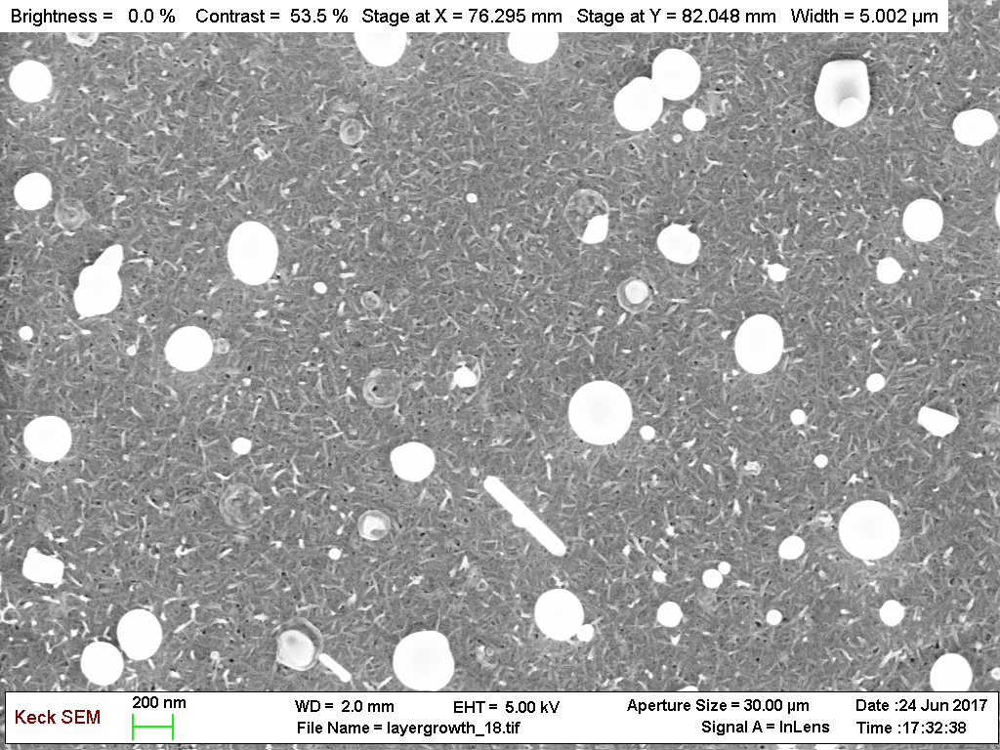 Brightness = 0.0 % Contrast = 53.5 % Stage at X = 76.295 mm Stage at Y = 82.048 mm Width = 5.002 µm
Keck SEM
200 nm
WD = 2.0 mm EHT = 5.00 kV Aperture Size = 30.00 µm Date :24 Jun 2017
File Name = layergrowth_18.tif Signal A = InLens Time :17:32:38